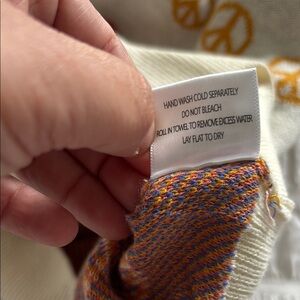 HAND WASH COLD SEPARATELY
DO NOT BLEACH
ROLL IN TOWEL TO REMOVE EXCESS WATER
LAY FLAT TO DRY